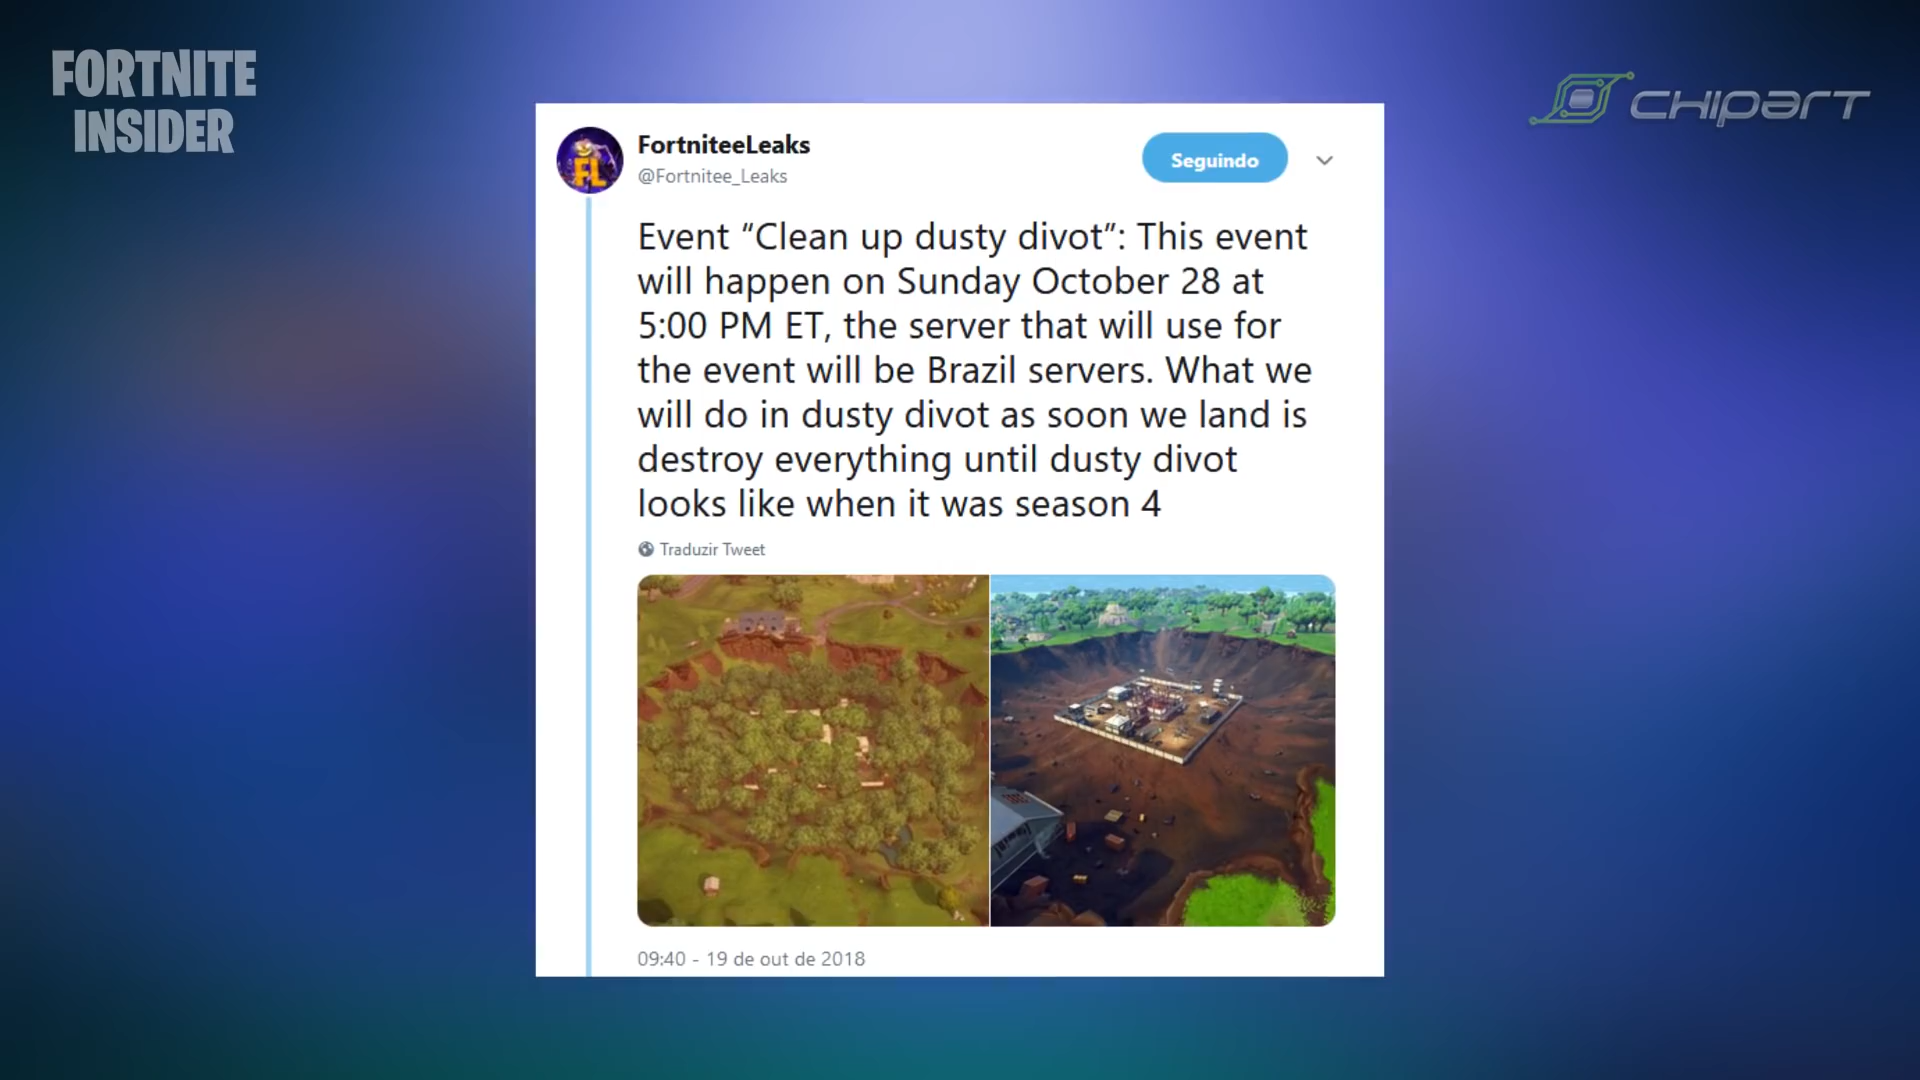 FORTNITE
INSIDER
CHIPART
FL
FortniteeLeaks
@Fortnitee_Leaks
Seguindo
Event “Clean up dusty divot”: This event
will happen on Sunday October 28 at
5:00 PM ET, the server that will use for
the event will be Brazil servers. What we
will do in dusty divot as soon we land is
destroy everything until dusty divot
looks like when it was season 4
Traduzir Tweet
09:40 - 19 de out de 2018